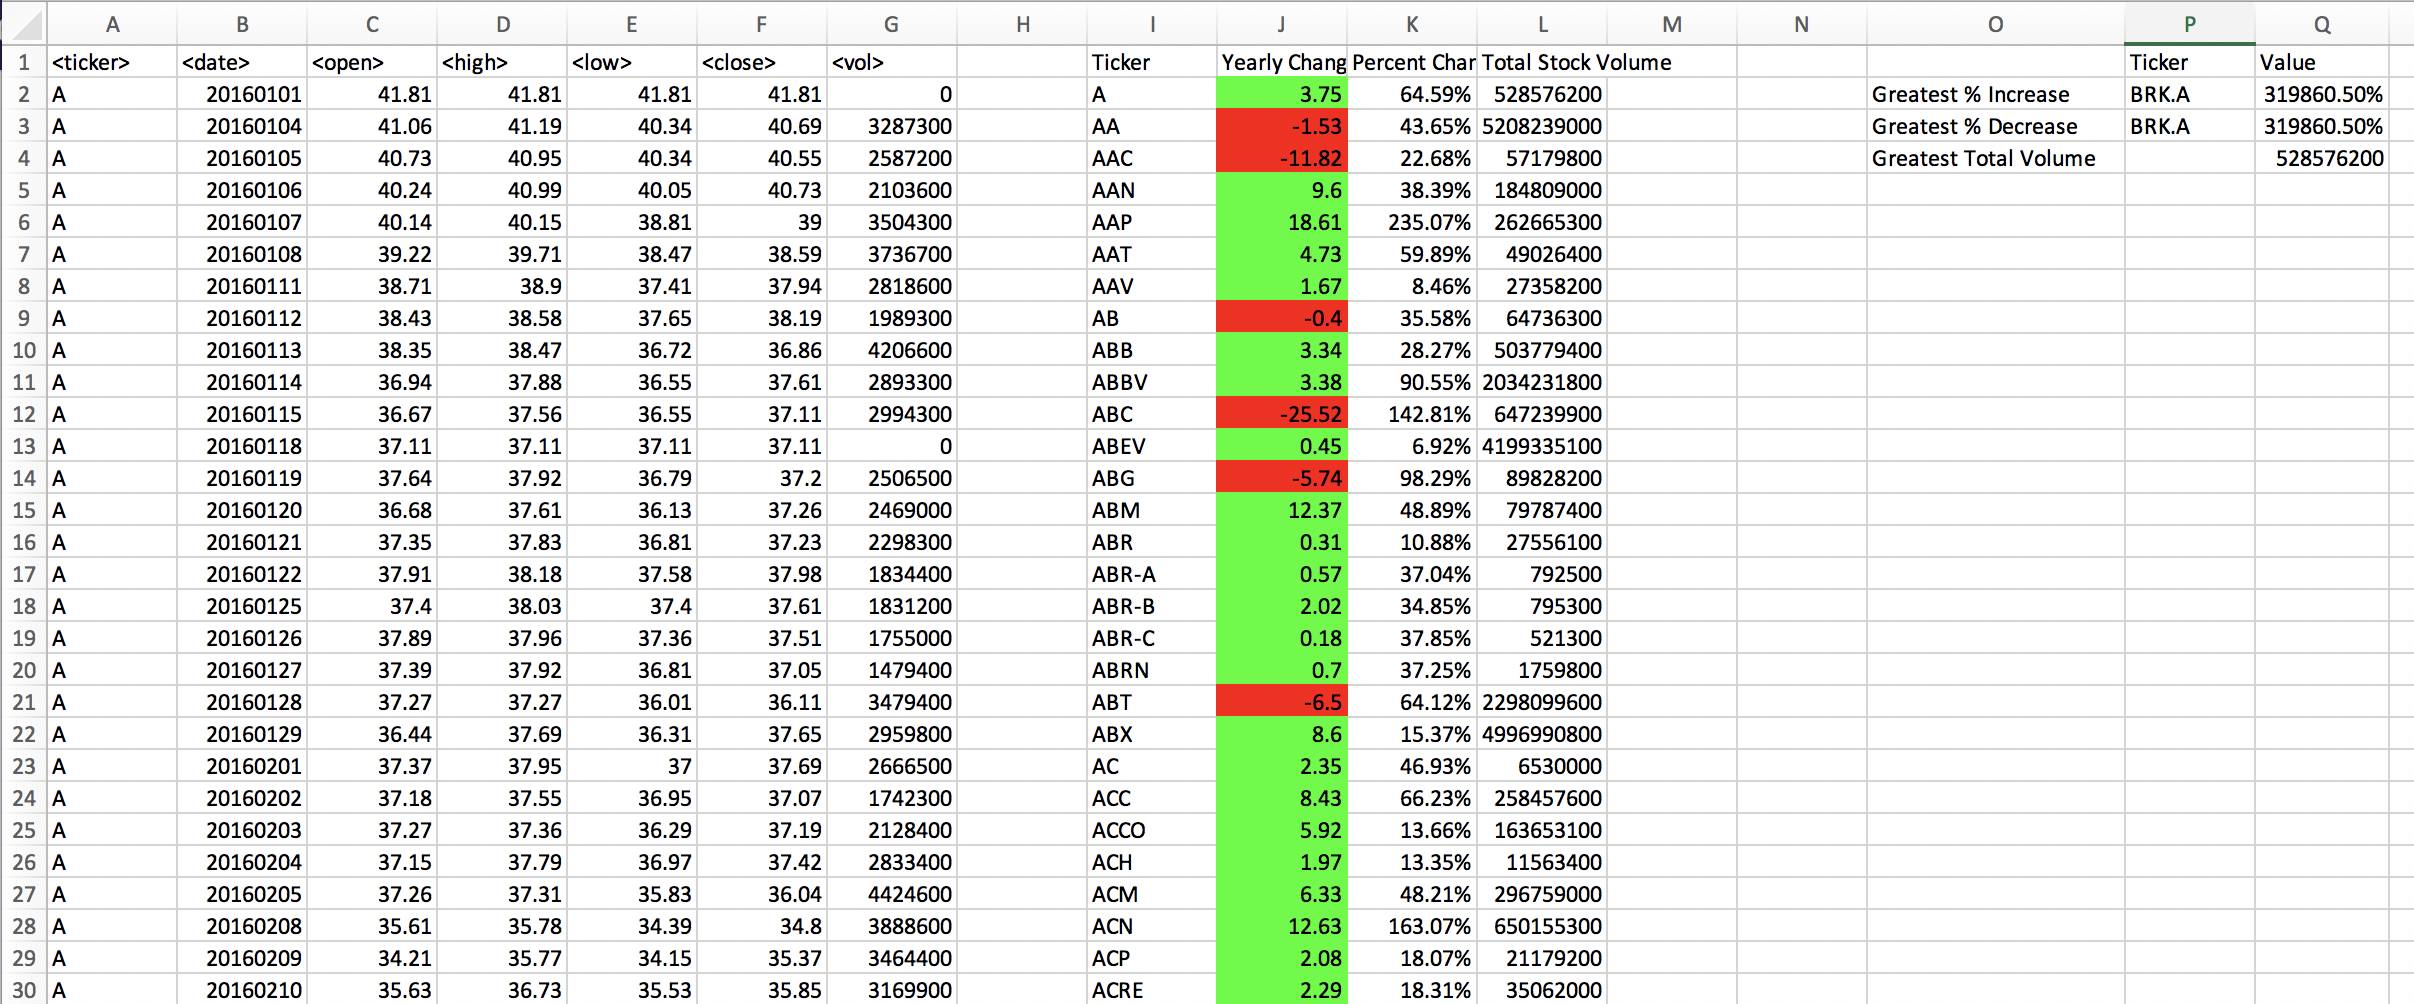 A B C D E F G H I J K L M N O P Q
1 <ticker> <date> <open> <high> <low> <close> <vol> Ticker Yearly Chang Percent Char Total Stock Volume Ticker Value
2 A 20160101 41.81 41.81 41.81 41.81 0 A 3.75 64.59% 528576200 Greatest % Increase BRK.A 319860.50%
3 A 20160104 41.06 41.19 40.34 40.69 3287300 AA -1.53 43.65% 5208239000 Greatest % Decrease BRK.A 319860.50%
4 A 20160105 40.73 40.95 40.34 40.55 2587200 AAC -11.82 22.68% 57179800 Greatest Total Volume 528576200
5 A 20160106 40.24 40.99 40.05 40.73 2103600 AAN 9.6 38.39% 184809000
6 A 20160107 40.14 40.15 38.81 39 3504300 AAP 18.61 235.07% 262665300
7 A 20160108 39.22 39.71 38.47 38.59 3736700 AAT 4.73 59.89% 49026400
8 A 20160111 38.71 38.9 37.41 37.94 2818600 AAV 1.67 8.46% 27358200
9 A 20160112 38.43 38.58 37.65 38.19 1989300 AB -0.4 35.58% 64736300
10 A 20160113 38.35 38.47 36.72 36.86 4206600 ABB 3.34 28.27% 503779400
11 A 20160114 36.94 37.88 36.55 37.61 2893300 ABBV 3.38 90.55% 2034231800
12 A 20160115 36.67 37.56 36.55 37.11 2994300 ABC -25.52 142.81% 647239900
13 A 20160118 37.11 37.11 37.11 37.11 0 ABEV 0.45 6.92% 4199335100
14 A 20160119 37.64 37.92 36.79 37.2 2506500 ABG -5.74 98.29% 89828200
15 A 20160120 36.68 37.61 36.13 37.26 2469000 ABM 12.37 48.89% 79787400
16 A 20160121 37.35 37.83 36.81 37.23 2298300 ABR 0.31 10.88% 27556100
17 A 20160122 37.91 38.18 37.58 37.98 1834400 ABR-A 0.57 37.04% 792500
18 A 20160125 37.4 38.03 37.4 37.61 1831200 ABR-B 2.02 34.85% 795300
19 A 20160126 37.89 37.96 37.36 37.51 1755000 ABR-C 0.18 37.85% 521300
20 A 20160127 37.39 37.92 36.81 37.05 1479400 ABRN 0.7 37.25% 1759800
21 A 20160128 37.27 37.27 36.01 36.11 3479400 ABT -6.5 64.12% 2298099600
22 A 20160129 36.44 37.69 36.31 37.65 2959800 ABX 8.6 15.37% 4996990800
23 A 20160201 37.37 37.95 37 37.69 2666500 AC 2.35 46.93% 6530000
24 A 20160202 37.18 37.55 36.95 37.07 1742300 ACC 8.43 66.23% 258457600
25 A 20160203 37.27 37.36 36.29 37.19 2128400 ACCO 5.92 13.66% 163653100
26 A 20160204 37.15 37.79 36.97 37.42 2833400 ACH 1.97 13.35% 11563400
27 A 20160205 37.26 37.31 35.83 36.04 4424600 ACM 6.33 48.21% 296759000
28 A 20160208 35.61 35.78 34.39 34.8 3888600 ACN 12.63 163.07% 650155300
29 A 20160209 34.21 35.77 34.15 35.37 3464400 ACP 2.08 18.07% 21179200
30 A 20160210 35.63 36.73 35.53 35.85 3169900 ACRE 2.29 18.31% 35062000